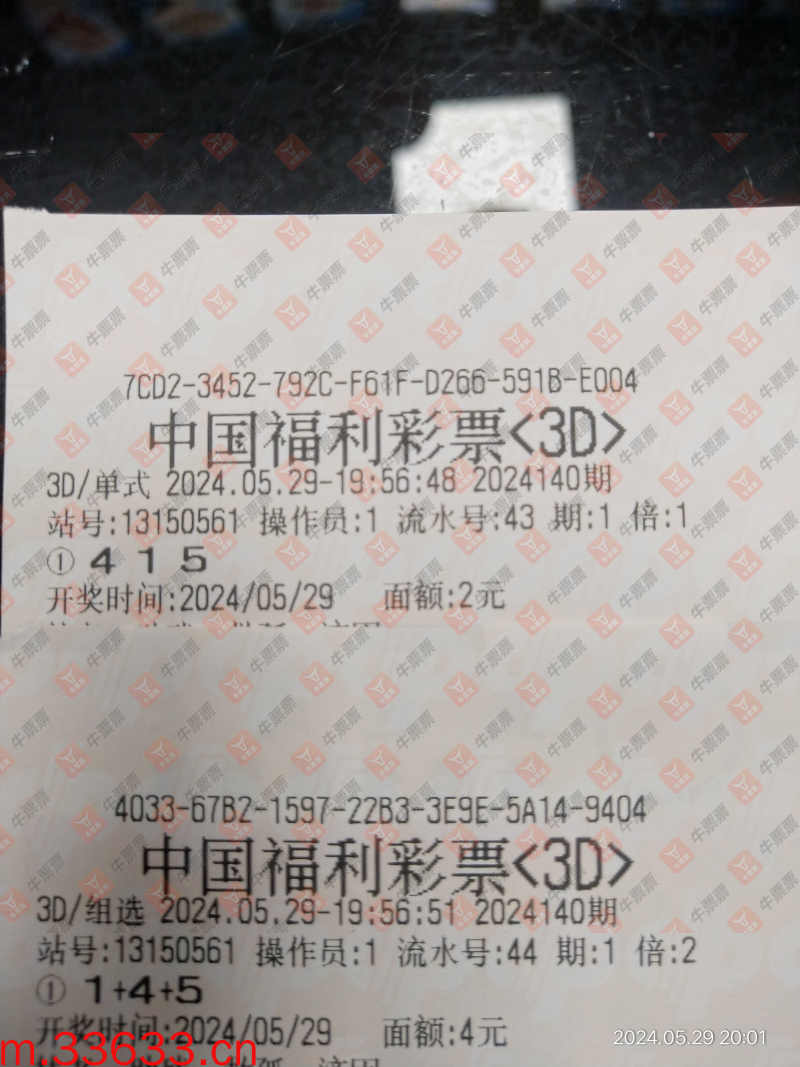 7CD2-3452-792C-F61F-D266-591B-E004
中国福利彩票<3D>
3D/单式 2024.05.29-19:56:48 2024140期
站号:13150561 操作员:1 流水号:43 期:1 倍:1
① 4 1 5
开奖时间:2024/05/29 面额:2元
4033-67B2-1597-22B3-3E9E-5A14-9404
中国福利彩票<3D>
3D/组选 2024.05.29-19:56:51 2024140期
站号:13150561 操作员:1 流水号:44 期:1 倍:2
① 1+4+5
开奖时间:2024/05/29 面额:4元
2024.05.29 20:01
m.33633.cn
牛票票